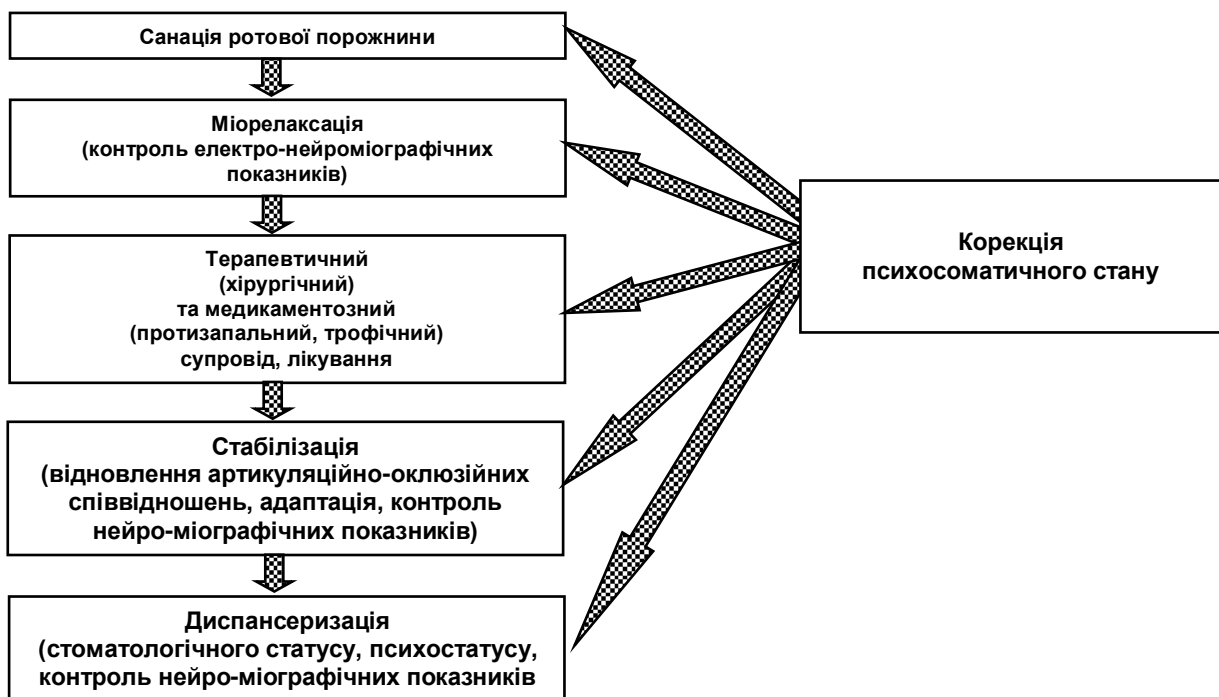 Санація ротової порожнини
Міорелаксація
(контроль електро-нейроміографічних
показників)
Терапевтичний
(хірургічний)
та медикаментозний
(протизапальний, трофічний)
супровід, лікування
Стабілізація
(відновлення артикуляційно-оклюзійних
співвідношень, адаптація, контроль
нейро-міографічних показників)
Диспансеризація
(стоматологічного статусу, психостатусу,
контроль нейро-міографічних показників
Корекція
психосоматичного стану